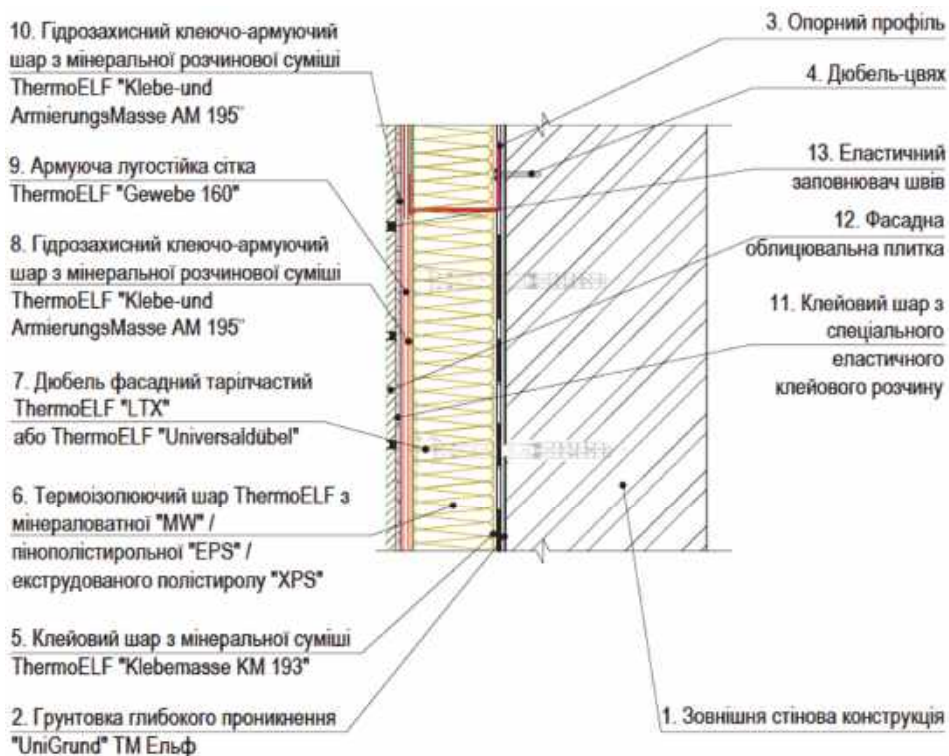 10. Гідрозахисний клеючо-армуючий
шар з мінеральної розчинової суміші
ThermoELF "Klebe-und
ArmierungsMasse AM 195"
9. Армуюча лугостійка сітка
ThermoELF "Gewebe 160"
8. Гідрозахисний клеючо-армуючий
шар з мінеральної розчинової суміші
ThermoELF "Klebe-und
ArmierungsMasse AM 195"
7. Дюбель фасадний тарілчастий
ThermoELF "LTX"
або ThermoELF "Universaldübel"
6. Термоізолюючий шар ThermoELF з
мінераловатної "MW" /
пінополістирольної "EPS" /
екструдованого полістиролу "XPS"
5. Клейовий шар з мінеральної суміші
ThermoELF "Klebemasse KM 193"
2. Грунтовка глибокого проникнення
"UniGrund" ТМ Ельф
3. Опорний профіль
4. Дюбель-цвях
13. Еластичний
заповнювач швів
12. Фасадна
облицювальна плитка
11. Клейовий шар з
спеціального
еластичного
клейового розчину
1. Зовнішня стінова конструкція